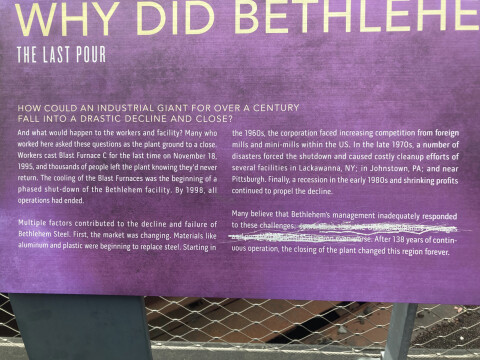 WHY DID BETHLEHE
THE LAST POUR
HOW COULD AN INDUSTRIAL GIANT FOR OVER A CENTURY
FALL INTO A DRASTIC DECLINE AND CLOSE?
And what would happen to the workers and facility? Many who
worked here asked these questions as the plant ground to a close.
Workers cast Blast Furnace C for the last time on November 18,
1995, and thousands of people left the plant knowing they'd never
return. The cooling of the Blast Furnaces was the beginning of a
phased shut-down of the Bethlehem facility. By 1998, all
operations had ended.
Multiple factors contributed to the decline and failure of
Bethlehem Steel. First, the market was changing. Materials like
aluminum and plastic were beginning to replace steel. Starting in
the 1960s, the corporation faced increasing competition from foreign
mills and mini-mills within the US. In the late 1970s, a number of
disasters forced the shutdown and caused costly cleanup efforts of
several facilities in Lackawanna, NY; in Johnstown, PA; and near
Pittsburgh. Finally, a recession in the early 1980s and shrinking profits
continued to propel the decline.
Many believe that Bethlehem's management inadequately responded
to these challenges.
After 138 years of contin-
uous operation, the closing of the plant changed this region forever.